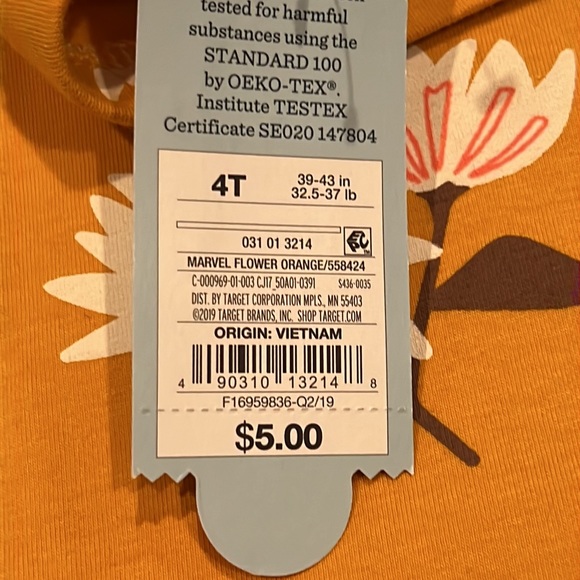 tested for harmful
substances using the
STANDARD 100
by OEKO-TEX®.
Institute TESTEX
Certificate SE020 147804
4T
39-43 in
32.5-37 lb
031 01 3214
MARVEL FLOWER ORANGE/558424
C-000969-01-003 CJ17_50A01-0391 S436-0035
DIST. BY TARGET CORPORATION MPLS., MN 55403
©2019 TARGET BRANDS, INC. SHOP TARGET.COM
ORIGIN: VIETNAM
4 90310 13214 8
F16959836-Q2/19
$5.00